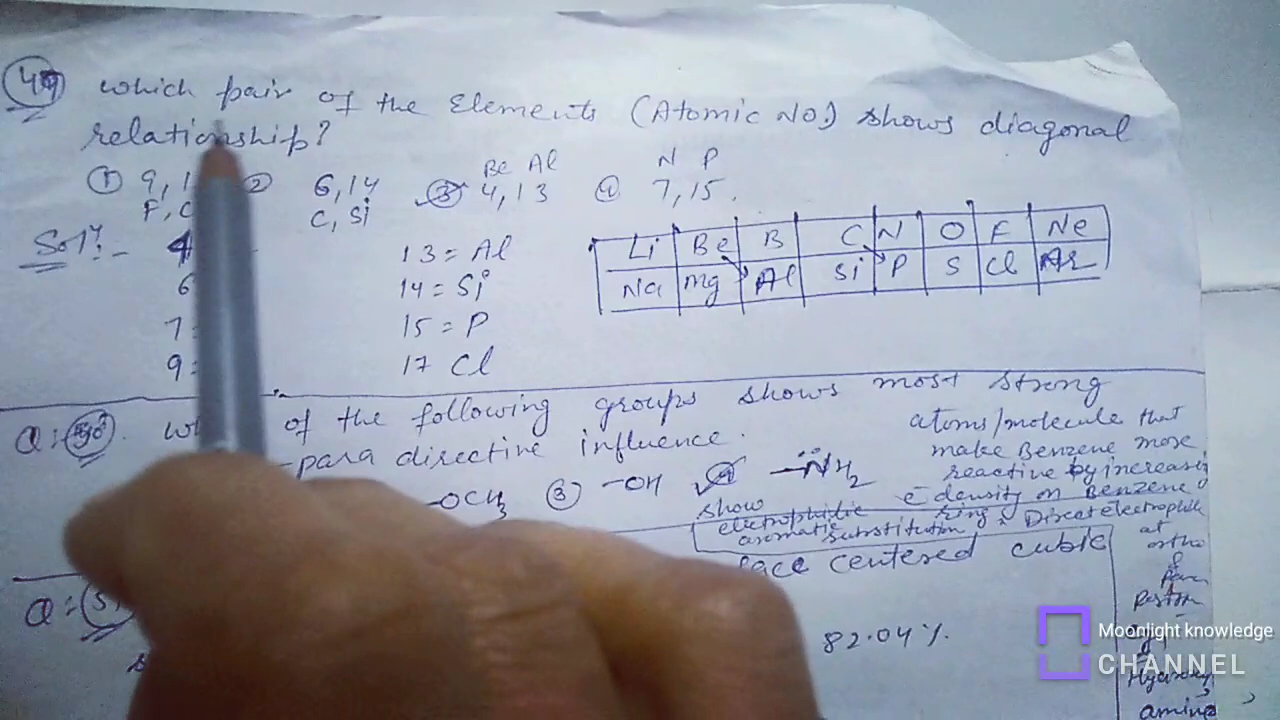 49 which pair of the Elements (Atomic No.) shows diagonal
relationship?
Be Al N P
① 9, 1 ② 6, 14 ③ 4, 13 ④ 7, 15.
F, C C, Si
Sol?:-
4 13 = Al
6 14 = Si
7 = 15 = P
9 = 17 Cl
Li Be B C N O F Ne
Na Mg Al Si P S Cl Ar
Q:50. of the following groups shows most strong
-para directive influence.
-OCH3 ③ -OH ④ -NH2
atoms/molecule that
make Benzene more
reactive by increasing
e- density on Benzene
ring & Direct electrophile
at
ortho
&
Para
Position
show
electrophilic
aromatic substitution
Q:51
face centered cubic
82.04%.
Hydroxy,
amino
Moonlight knowledge
CHANNEL